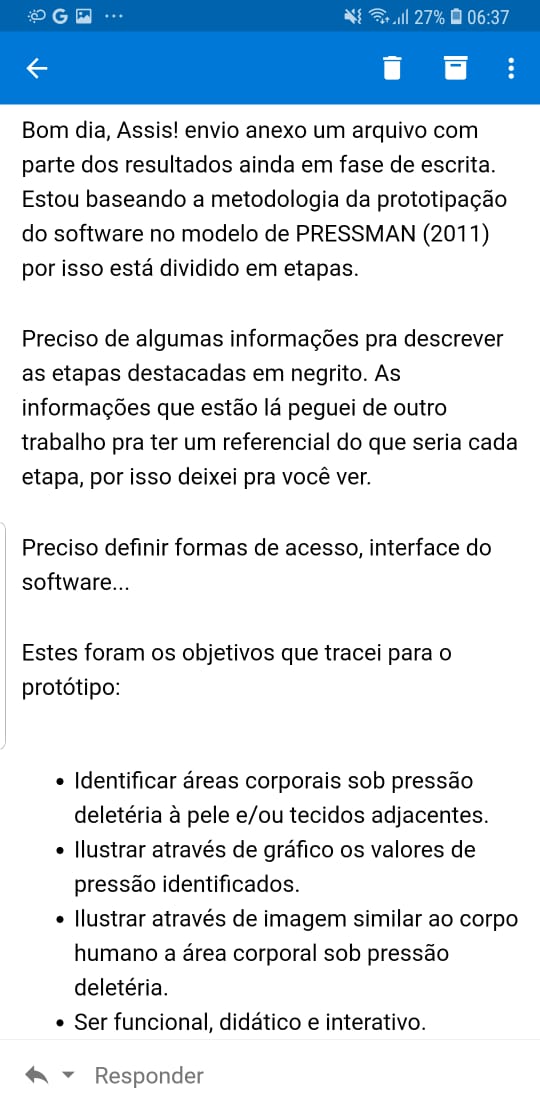 27% 06:37
Bom dia, Assis! envio anexo um arquivo com
parte dos resultados ainda em fase de escrita.
Estou baseando a metodologia da prototipação
do software no modelo de PRESSMAN (2011)
por isso está dividido em etapas.
Preciso de algumas informações pra descrever
as etapas destacadas em negrito. As
informações que estão lá peguei de outro
trabalho pra ter um referencial do que seria cada
etapa, por isso deixei pra você ver.
Preciso definir formas de acesso, interface do
software...
Estes foram os objetivos que tracei para o
protótipo:
• Identificar áreas corporais sob pressão
deletéria à pele e/ou tecidos adjacentes.
• Ilustrar através de gráfico os valores de
pressão identificados.
• Ilustrar através de imagem similar ao corpo
humano a área corporal sob pressão
deletéria.
• Ser funcional, didático e interativo.
Responder